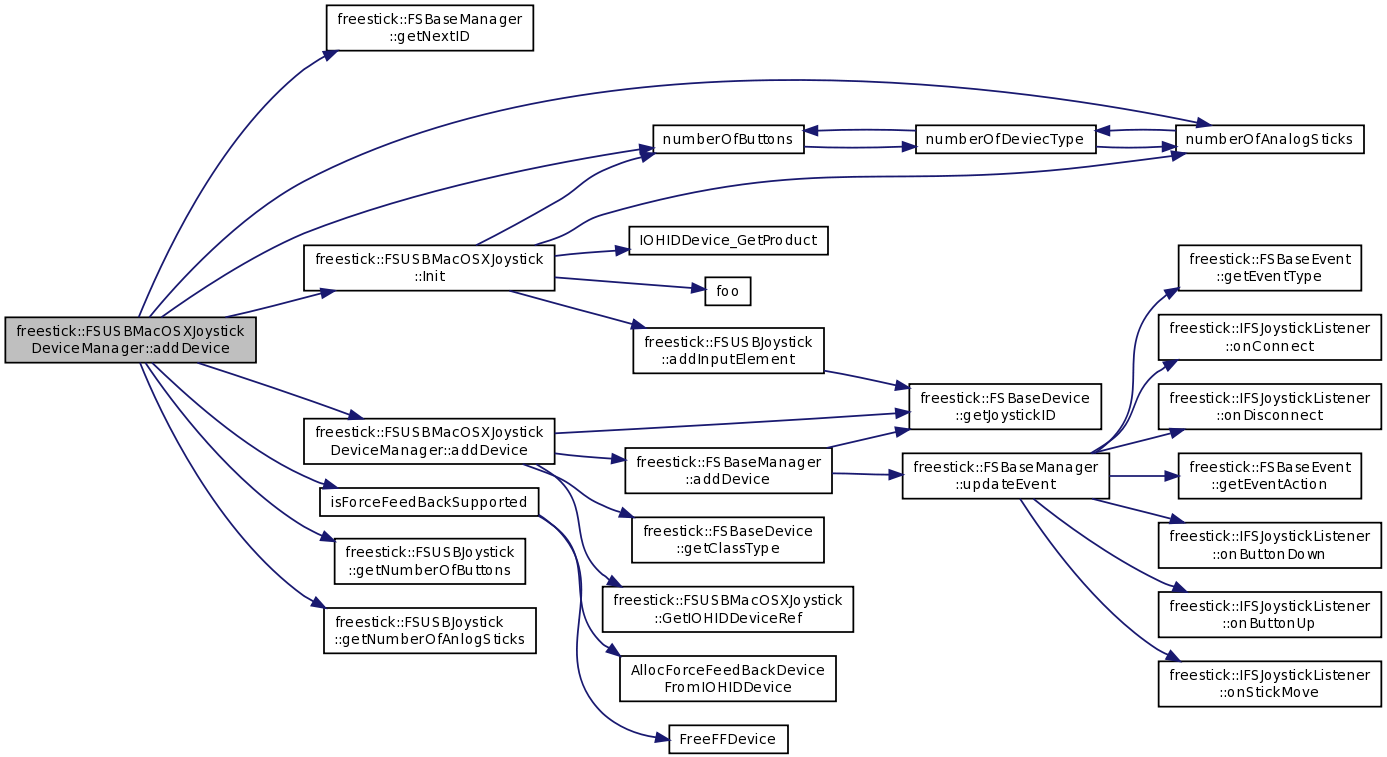 freestick::FSBaseManager
::getNextID
numberOfButtons
numberOfDeviecType
numberOfAnalogSticks
IOHIDDevice_GetProduct
freestick::FSUSBMacOSXJoystick
::Init
foo
freestick::FSBaseEvent
::getEventType
freestick::FSUSBMacOSXJoystick
DeviceManager::addDevice
freestick::FSUSBJoystick
::addInputElement
freestick::IFSJoystickListener
::onConnect
freestick::FSBaseDevice
::getJoystickID
freestick::IFSJoystickListener
::onDisconnect
freestick::FSUSBMacOSXJoystick
DeviceManager::addDevice
freestick::FSBaseManager
::addDevice
freestick::FSBaseManager
::updateEvent
freestick::FSBaseEvent
::getEventAction
isForceFeedBackSupported
freestick::FSBaseDevice
::getClassType
freestick::IFSJoystickListener
::onButtonDown
freestick::FSUSBJoystick
::getNumberOfButtons
freestick::FSUSBMacOSXJoystick
::GetIOHIDDeviceRef
freestick::IFSJoystickListener
::onButtonUp
freestick::FSUSBJoystick
::getNumberOfAnlogSticks
AllocForceFeedBackDevice
FromIOHIDDevice
freestick::IFSJoystickListener
::onStickMove
FreeFFDevice